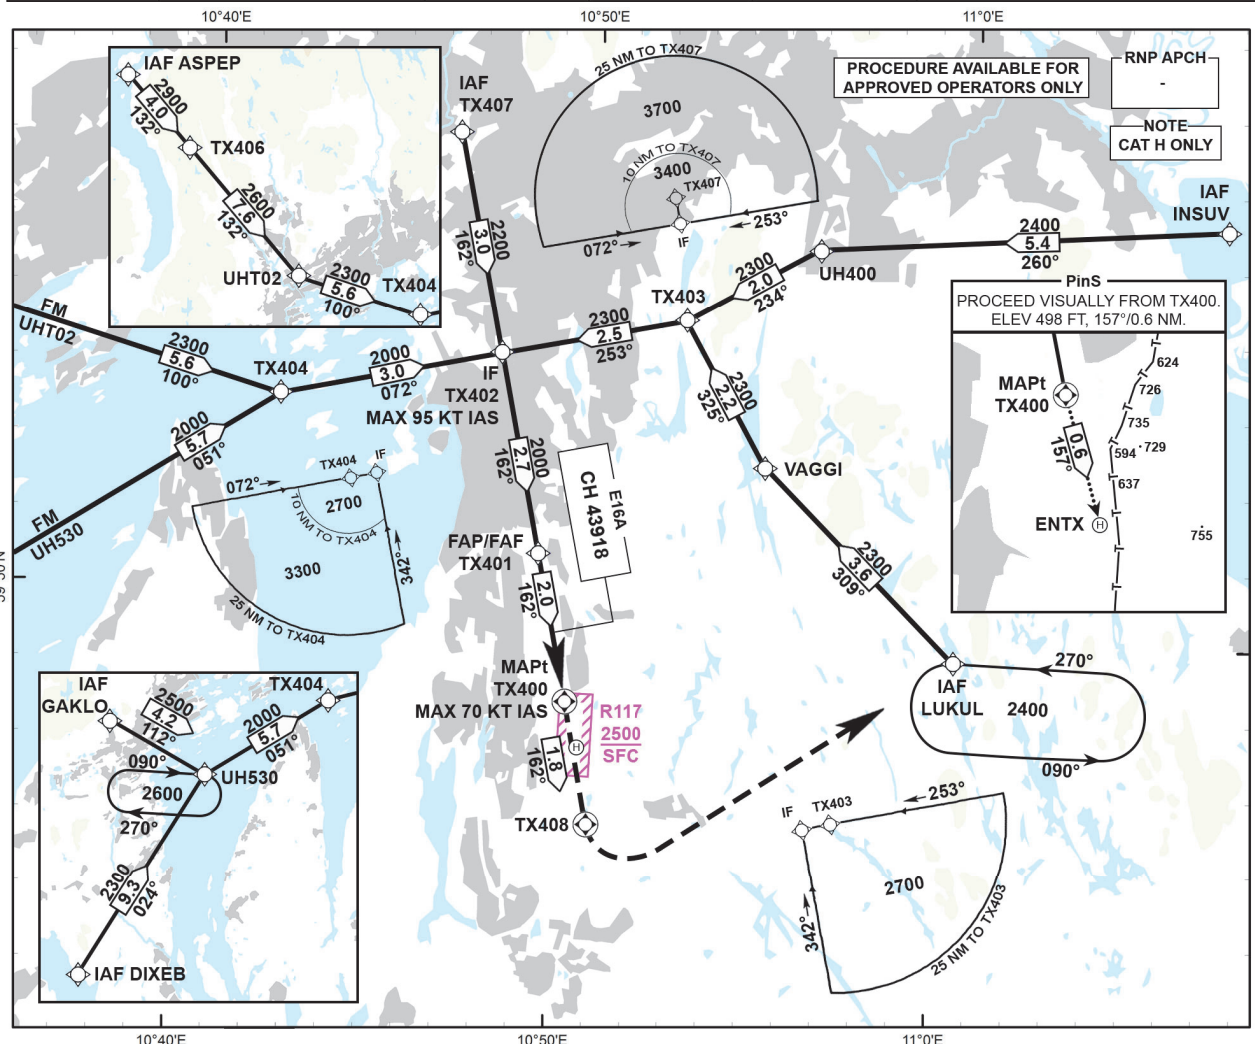 10°40'E
10°50'E
11°0'E
IAF ASPEP
2900
4.0
132°
TX406
2600
7.6
132°
UHT02
2300
5.6
100°
TX404
IAF
TX407
2200
3.0
162°
25 NM TO TX407
3700
10 NM TO TX407
3400
TX407
IF
072°
253°
PROCEDURE AVAILABLE FOR
APPROVED OPERATORS ONLY
RNP APCH
-
NOTE
CAT H ONLY
IAF
INSUV
2400
5.4
260°
UH400
2300
2.0
234°
TX403
2300
2.5
253°
FM
UHT02
2300
5.6
100°
TX404
2000
3.0
072°
IF
TX402
MAX 95 KT IAS
2000
5.7
051°
FM
UH530
PinS
PROCEED VISUALLY FROM TX400.
ELEV 498 FT, 157°/0.6 NM.
624
MAPt
TX400
726
735
594
729
0.6
157°
637
ENTX
H
755
2300
2.2
325°
VAGGI
2000
2.7
162°
CH 43918
E16A
072°
TX404
IF
2700
10 NM TO TX404
3300
342°
25 NM TO TX404
FAP/FAF
TX401
2.0
162°
2300
3.6
309°
MAPt
TX400
MAX 70 KT IAS
R117
2500
SFC
H
1.8
162°
TX408
270°
IAF
LUKUL
2400
090°
IAF
GAKLO
2500
4.2
112°
TX404
2000
5.7
051°
090°
UH530
2600
270°
2300
9.3
024°
IAF DIXEB
IF
TX403
253°
2700
342°
25 NM TO TX403
10°40'E
10°50'E
11°0'E